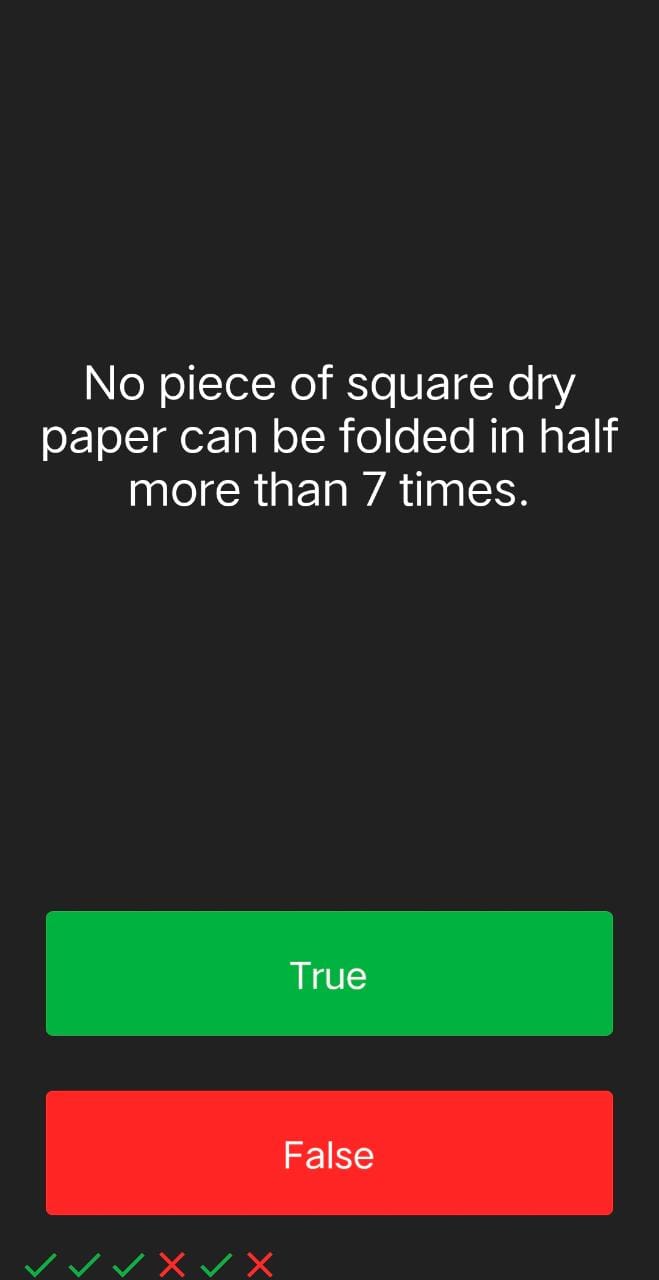 No piece of square dry
paper can be folded in half
more than 7 times.
True
False